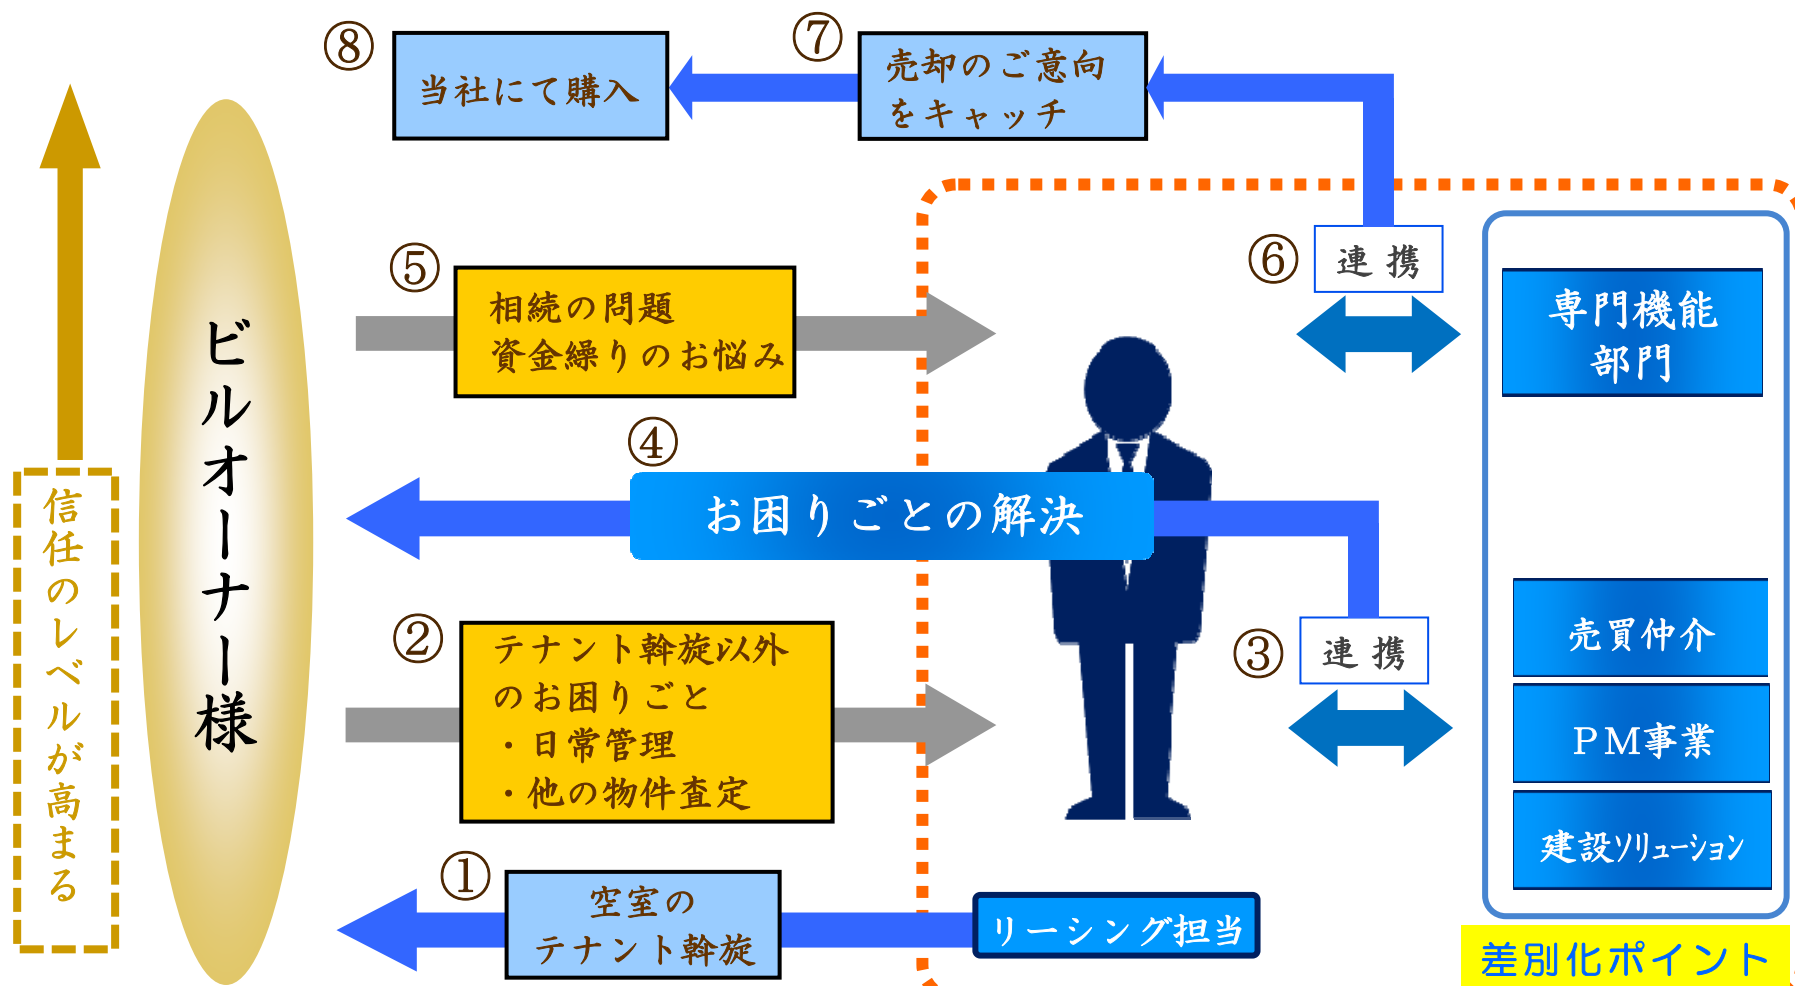 ⑧
当社にて購入
⑦
売却のご意向
をキャッチ
⑥
連携
専門機能
部門
⑤
相続の問題
資金繰りのお悩み
ビルオーナー様
④
お困りごとの解決
信任のレベルが高まる
②
テナント斡旋以外
のお困りごと
・日常管理
・他の物件査定
③
連携
売買仲介
ＰＭ事業
建設ソリューション
①
空室の
テナント斡旋
リーシング担当
差別化ポイント